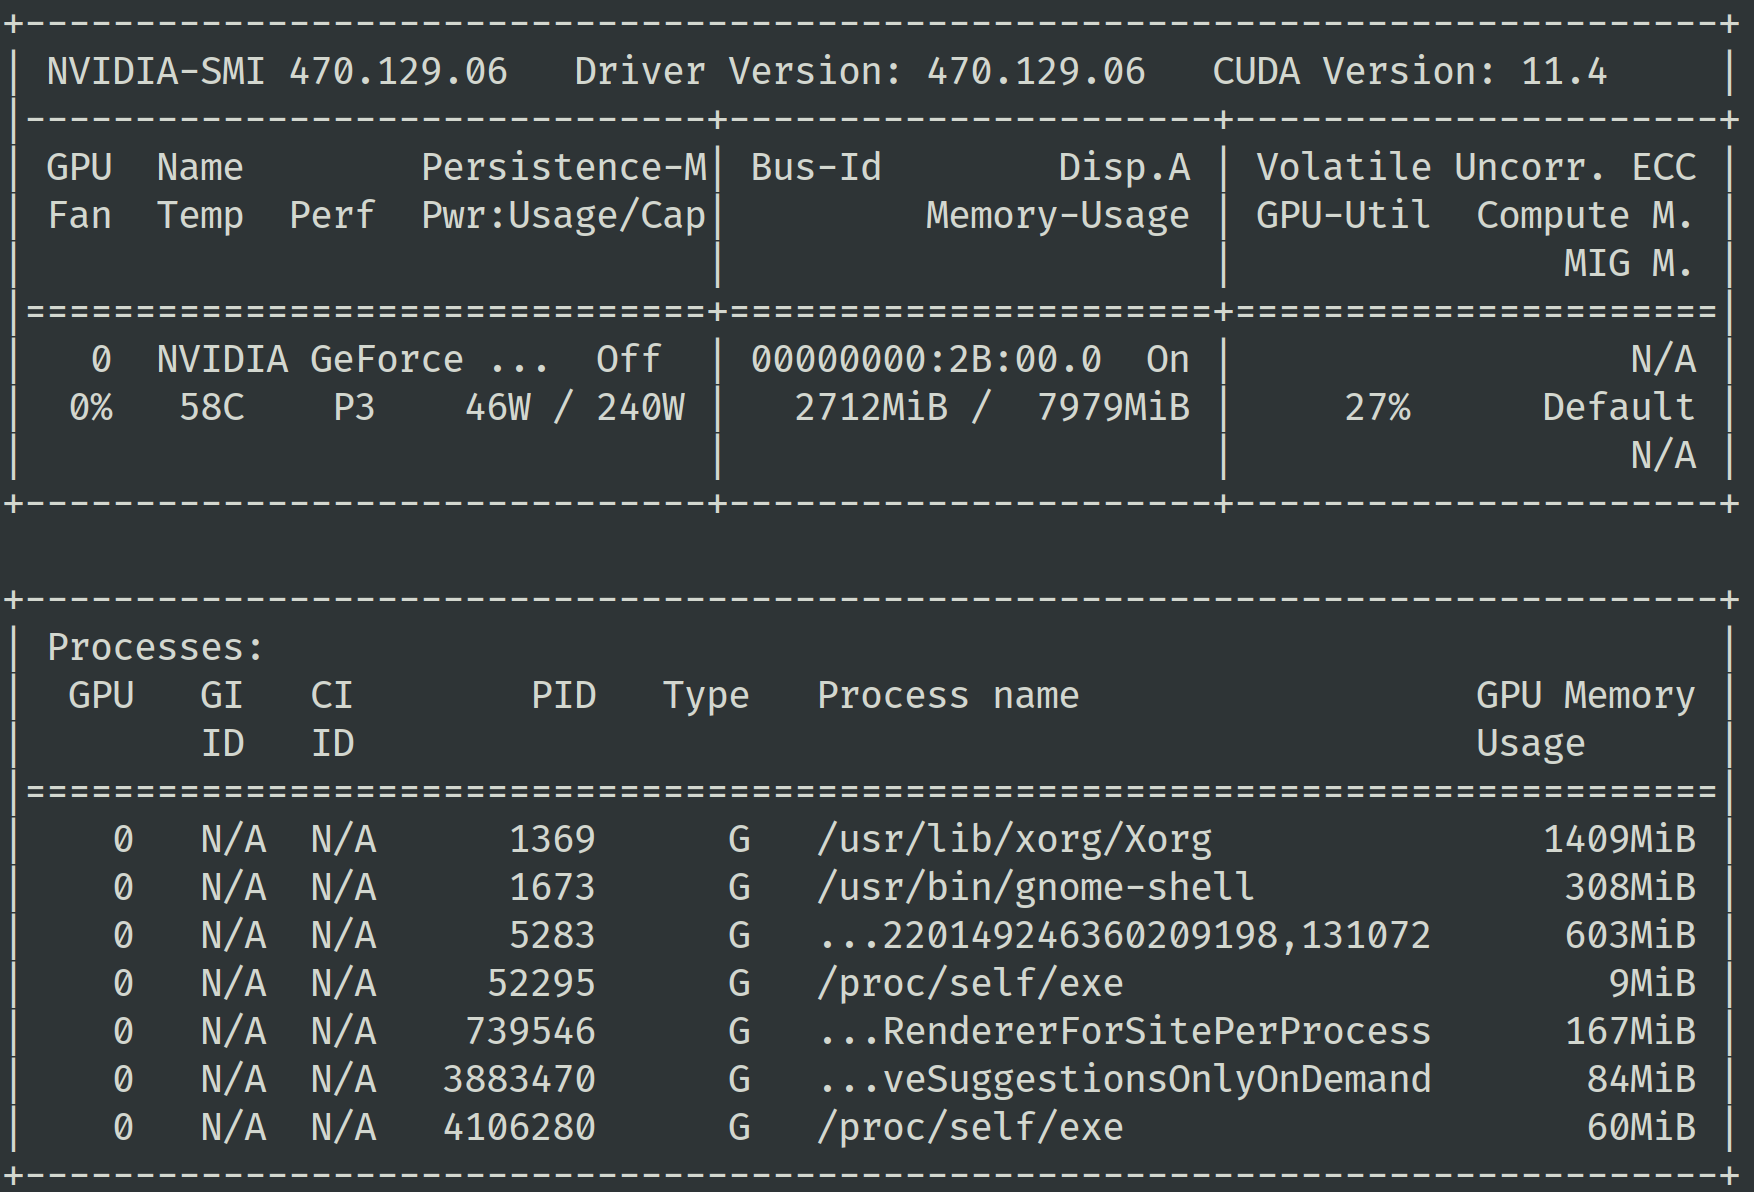 +-----------------------------------------------------------------------------+
| NVIDIA-SMI 470.129.06   Driver Version: 470.129.06   CUDA Version: 11.4     |
|-------------------------------+----------------------+----------------------+
| GPU  Name        Persistence-M| Bus-Id        Disp.A | Volatile Uncorr. ECC |
| Fan  Temp  Perf  Pwr:Usage/Cap|         Memory-Usage | GPU-Util  Compute M. |
|                               |                      |               MIG M. |
|===============================+======================+======================|
|   0  NVIDIA GeForce ...  Off  | 00000000:2B:00.0  On |                  N/A |
|  0%   58C    P3    46W / 240W |   2712MiB /  7979MiB |     27%      Default |
|                               |                      |                  N/A |
+-------------------------------+----------------------+----------------------+

+-----------------------------------------------------------------------------+
| Processes:                                                                  |
|  GPU   GI   CI        PID   Type   Process name                  GPU Memory |
|        ID   ID                                                   Usage      |
|=============================================================================|
|    0   N/A  N/A      1369      G   /usr/lib/xorg/Xorg               1409MiB |
|    0   N/A  N/A      1673      G   /usr/bin/gnome-shell              308MiB |
|    0   N/A  N/A      5283      G   ...220149246360209198,131072      603MiB |
|    0   N/A  N/A     52295      G   /proc/self/exe                      9MiB |
|    0   N/A  N/A    739546      G   ...RendererForSitePerProcess      167MiB |
|    0   N/A  N/A   3883470      G   ...veSuggestionsOnlyOnDemand       84MiB |
|    0   N/A  N/A   4106280      G   /proc/self/exe                     60MiB |
+-----------------------------------------------------------------------------+